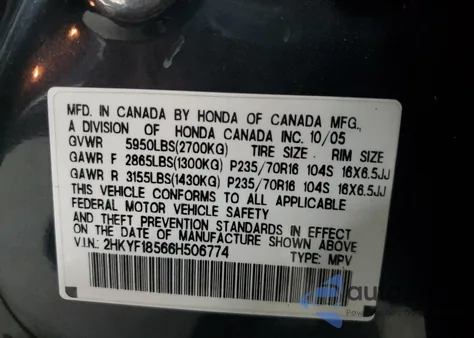 MFD. IN CANADA BY HONDA OF CANADA MFG.,
A DIVISION OF HONDA CANADA INC. 10/05
GVWR 5950LBS(2700KG) TIRE SIZE RIM SIZE
GAWR F 2865LBS(1300KG) P235/70R16 104S 16X6.5JJ
GAWR R 3155LBS(1430KG) P235/70R16 104S 16X6.5JJ
THIS VEHICLE CONFORMS TO ALL APPLICABLE
FEDERAL MOTOR VEHICLE SAFETY
AND THEFT PREVENTION STANDARDS IN EFFECT
ON THE DATE OF MANUFACTURE SHOWN ABOVE.
V.I.N: 2HKYF18566H506774 TYPE: MPV